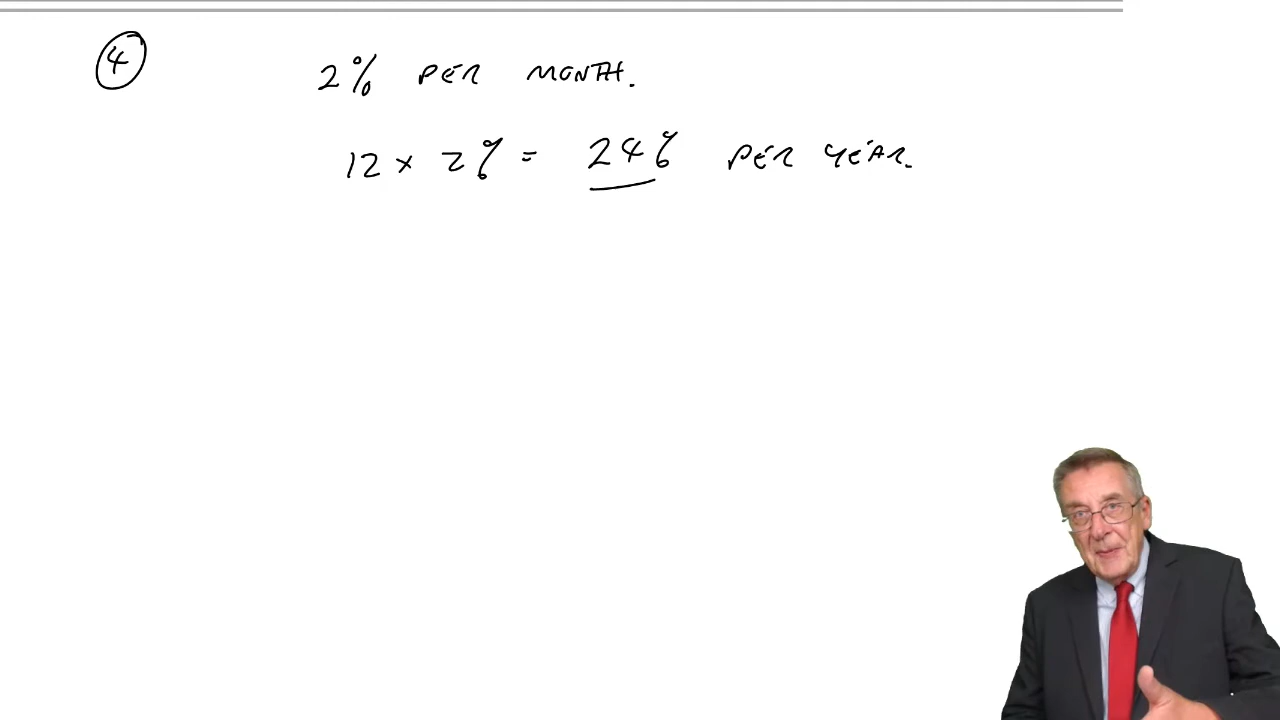 4 2% PER MONTH.
12 × 2% = 24% PER YEAR.